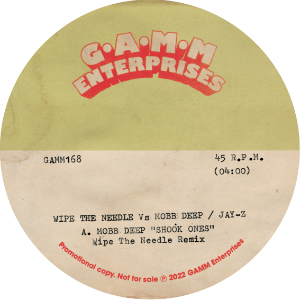 G·A·M·M
ENTERPRISES
GAMM168
45 R.P.M.
(04:00)
WIPE THE NEEDLE Vs MOBB DEEP / JAY-Z
A. MOBB DEEP "SHOOK ONES"
Wipe The Needle Remix
Promotional copy. Not for sale ℗ 2022 GAMM Enterprises